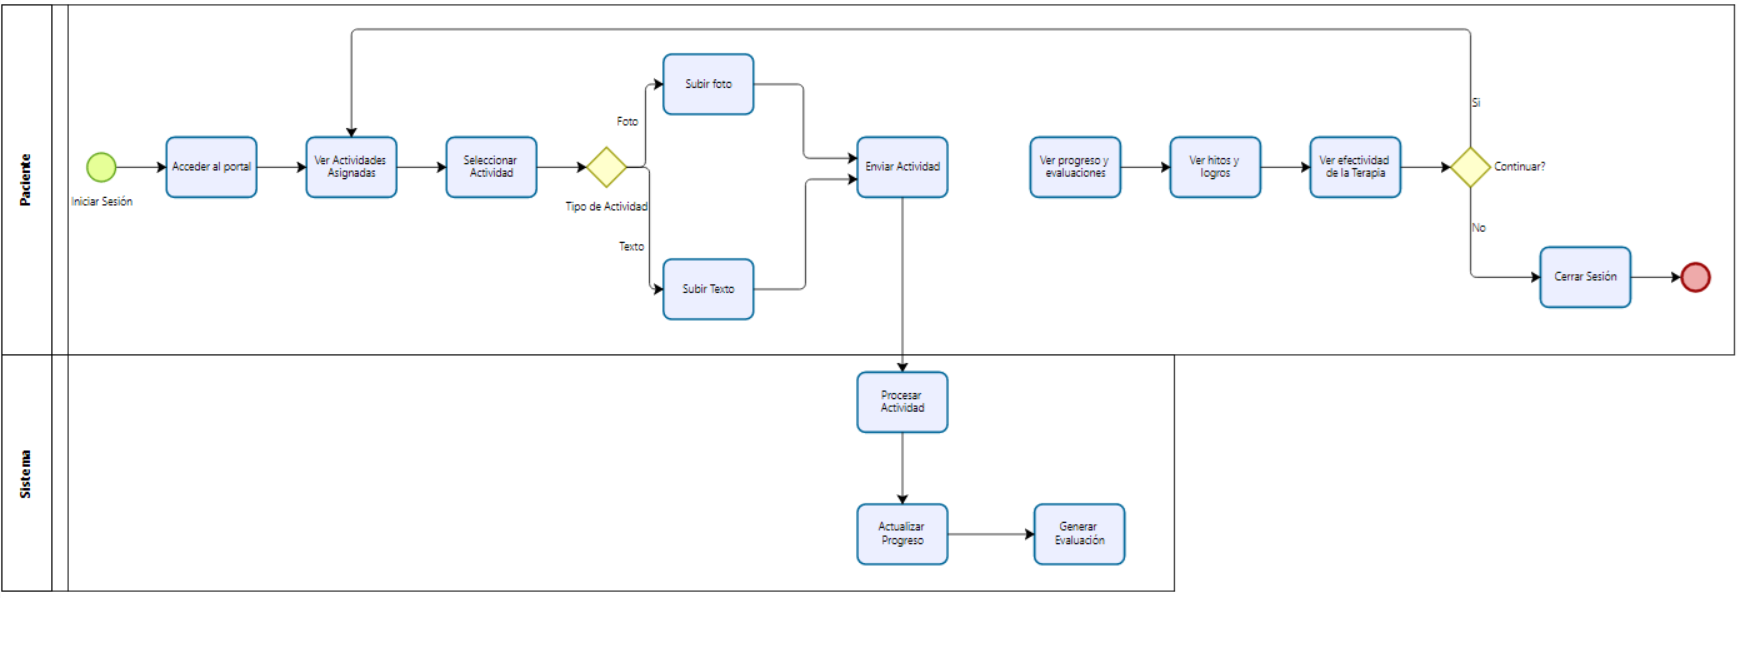 Paciente
Iniciar Sesión
Acceder al portal
Ver Actividades
Asignadas
Seleccionar
Actividad
Tipo de Actividad
Foto
Texto
Subir foto
Subir Texto
Enviar Actividad
Ver progreso y
evaluaciones
Ver hitos y
logros
Ver efectividad
de la Terapia
Continuar?
Si
No
Cerrar Sesión
Sistema
Procesar
Actividad
Actualizar
Progreso
Generar
Evaluación